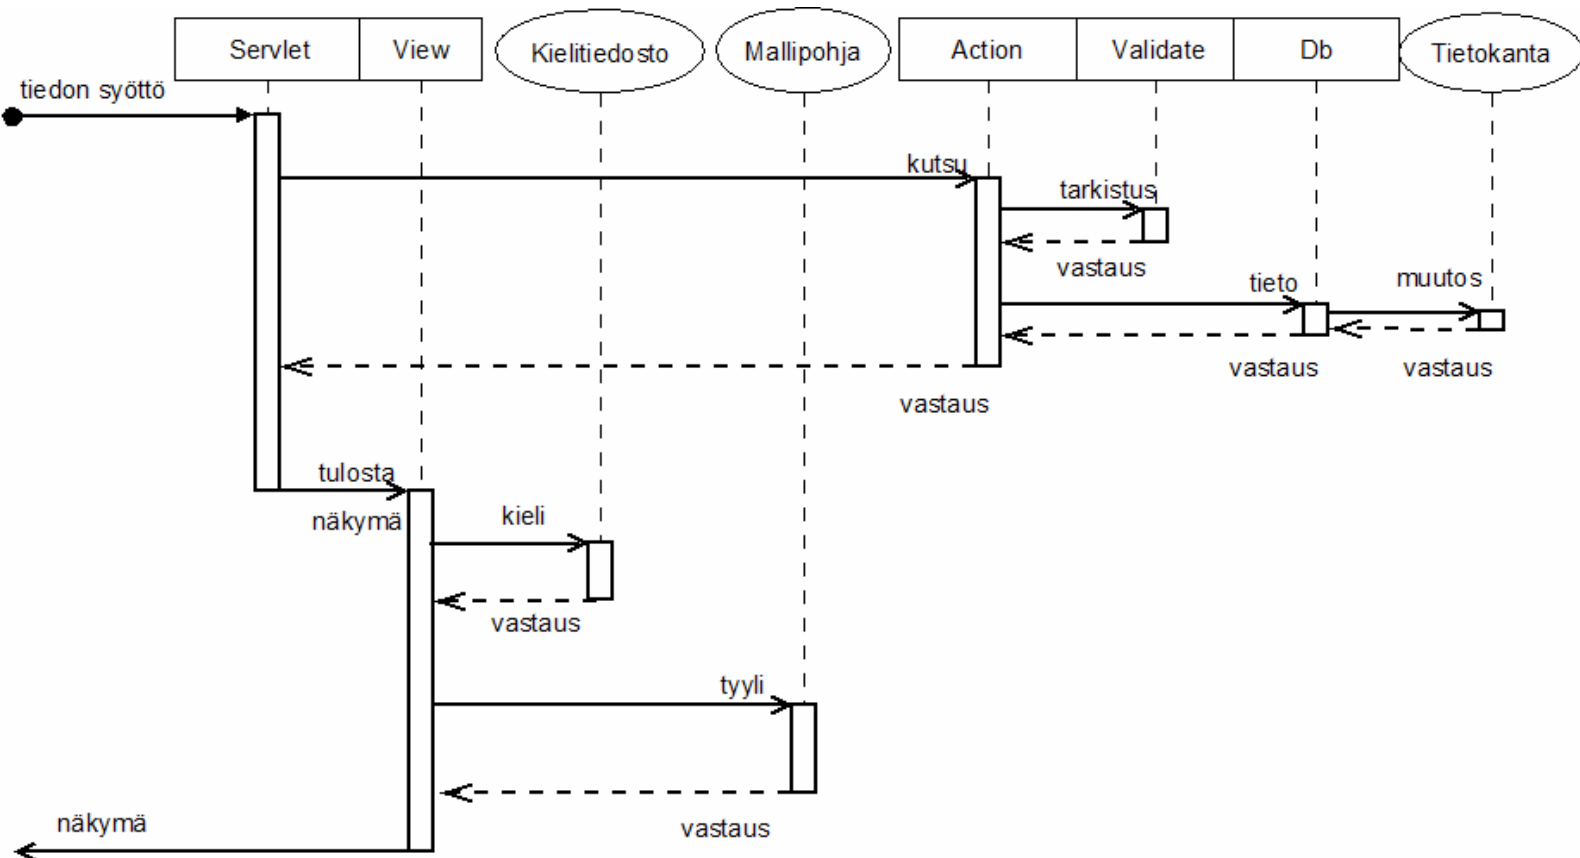 Servlet
View
Kielitiedosto
Mallipohja
Action
Validate
Db
Tietokanta
tiedon syöttö
kutsu
tarkistus
vastaus
tieto
muutos
vastaus
vastaus
vastaus
tulosta
näkymä
kieli
vastaus
tyyli
vastaus
näkymä